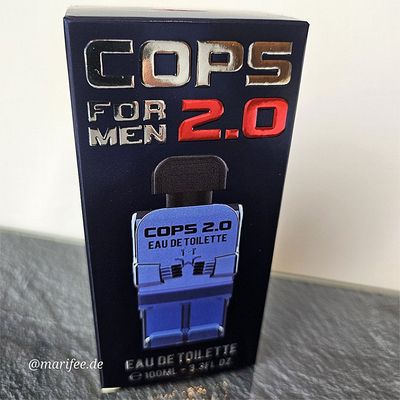 COPS
FOR MEN 2.0
COPS 2.0
EAU DE TOILETTE
EAU DE TOILETTE
℮ 100ML - 3.3FL OZ
@marifee.de